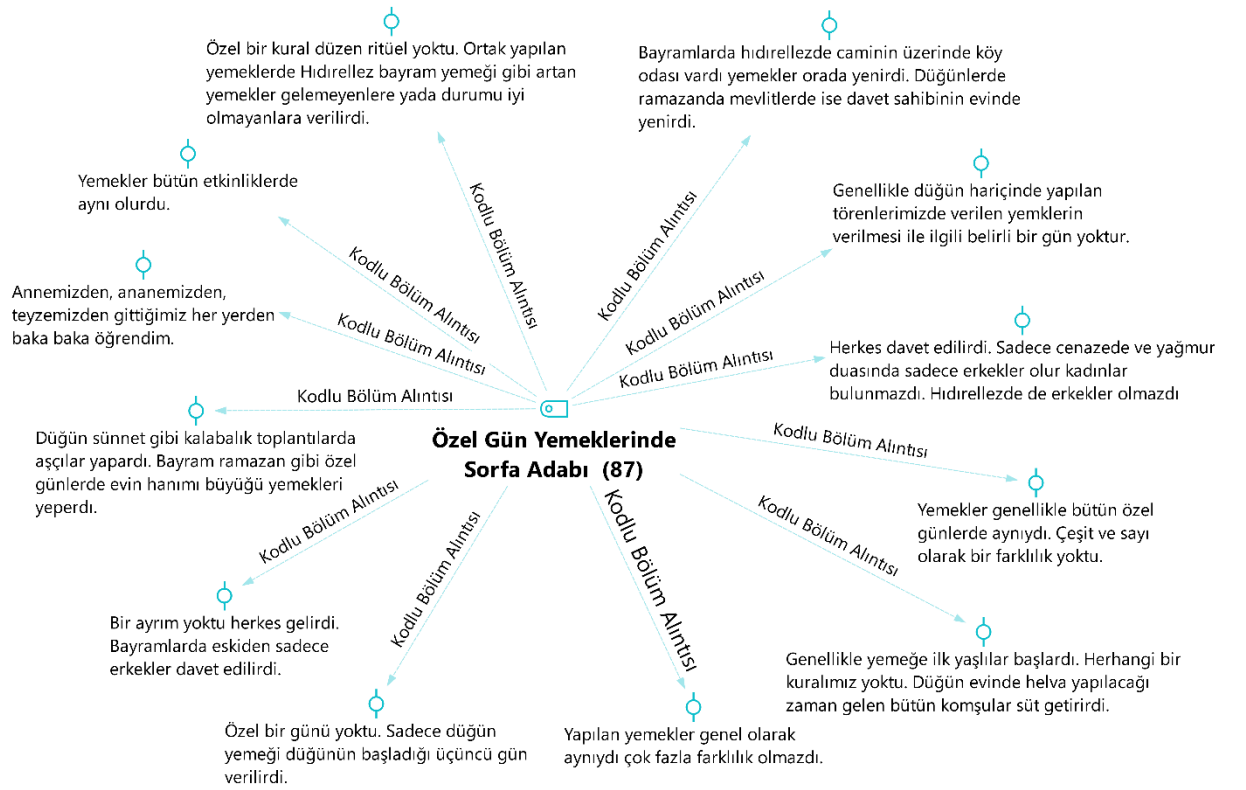 Özel bir kural düzen ritüel yoktu. Ortak yapılan
yemeklerde Hıdırellez bayram yemeği gibi artan
yemekler gelemeyenlere yada durumu iyi
olmayanlara verilirdi.
Bayramlarda hıdırellezde caminin üzerinde köy
odası vardı yemekler orada yenirdi. Düğünlerde
ramazanda mevlitlerde ise davet sahibinin evinde
yenirdi.
Yemekler bütün etkinliklerde
aynı olurdu.
Genellikle düğün hariçinde yapılan
törenlerimizde verilen yemklerin
verilmesi ile ilgili belirli bir gün yoktur.
Annemizden, ananemizden,
teyzemizden gittiğimiz her yerden
baka baka öğrendim.
Herkes davet edilirdi. Sadece cenazede ve yağmur
duasında sadece erkekler olur kadınlar
bulunmazdı. Hıdırellezde de erkekler olmazdı
Kodlu Bölüm Alıntısı
Kodlu Bölüm Alıntısı
Kodlu Bölüm Alıntısı
Kodlu Bölüm Alıntısı
Kodlu Bölüm Alıntısı
Kodlu Bölüm Alıntısı
Kodlu Bölüm Alıntısı
Özel Gün Yemeklerinde
Sorfa Adabı (87)
Düğün sünnet gibi kalabalık toplantılarda
aşçılar yapardı. Bayram ramazan gibi özel
günlerde evin hanımı büyüğü yemekleri
yeperdı.
Kodlu Bölüm Alıntısı
Kodlu Bölüm Alıntısı
Kodlu Bölüm Alıntısı
Kodlu Bölüm Alıntısı
Kodlu Bölüm Alıntısı
Yemekler genellikle bütün özel
günlerde aynıydı. Çeşit ve sayı
olarak bir farklılık yoktu.
Bir ayrım yoktu herkes gelirdi.
Bayramlarda eskiden sadece
erkekler davet edilirdi.
Genellikle yemeğe ilk yaşlılar başlardı. Herhangi bir
kuralımız yoktu. Düğün evinde helva yapılacağı
zaman gelen bütün komşular süt getirirdi.
Özel bir günü yoktu. Sadece düğün
yemeği düğünün başladığı üçüncü gün
verilirdi.
Yapılan yemekler genel olarak
aynıydı çok fazla farklılık olmazdı.